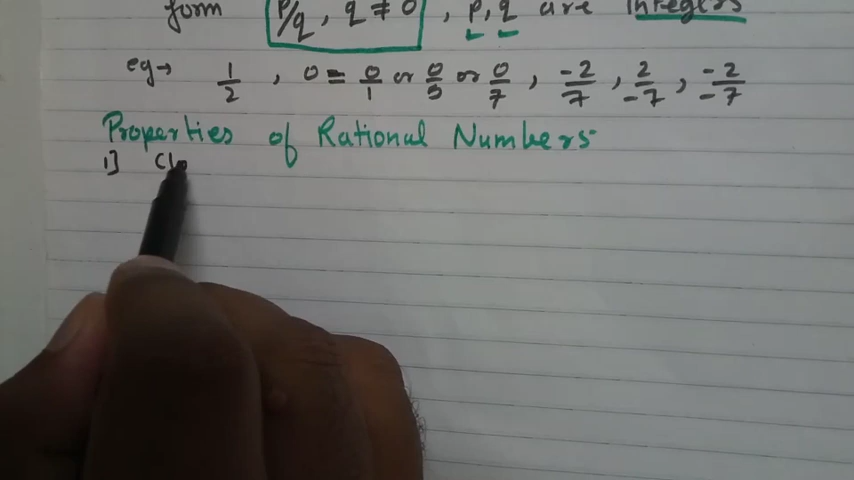 form p/q, q ≠ 0, p, q are integers
eg→ 1/2, 0 = 0/1 or 0/5 or 0/7, -2/7, 2/-7, -2/-7
Properties of Rational Numbers
1] Clo